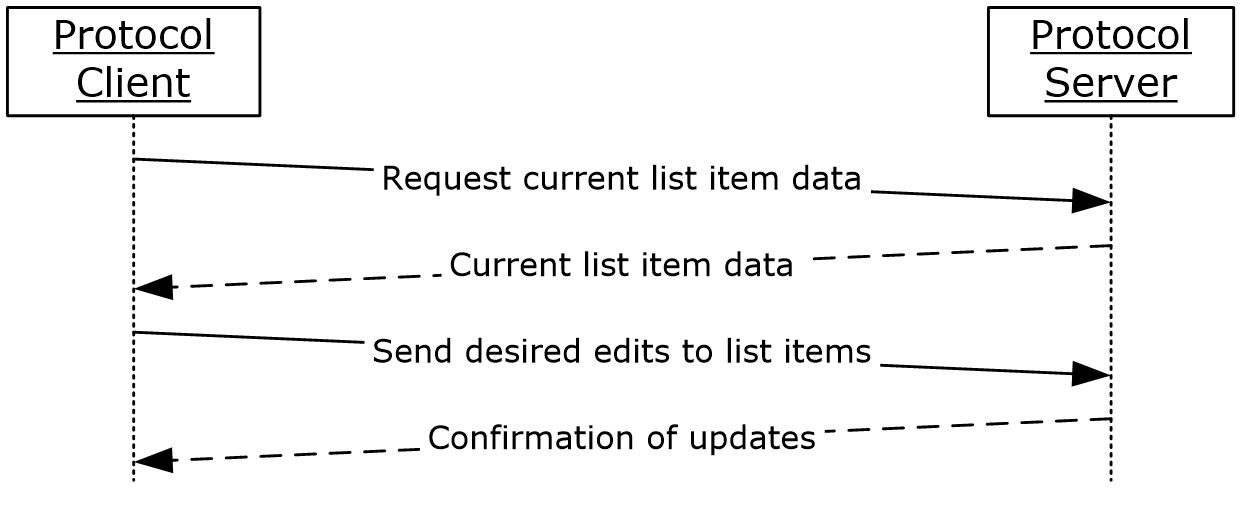 Protocol
Client
Protocol
Server
Request current list item data
Current list item data
Send desired edits to list items
Confirmation of updates